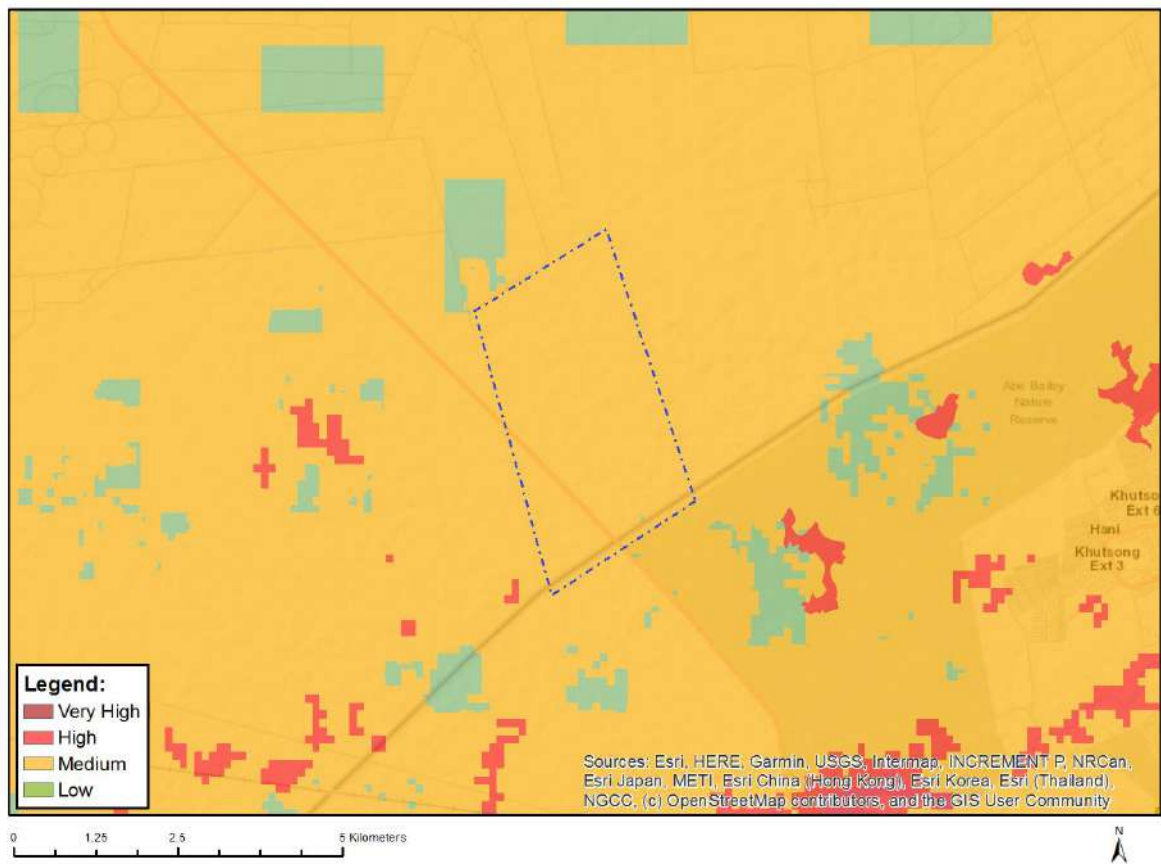 Abe Bailey
Nature
Reserve
Khutso
Ext 6
Hani
Khutsong
Ext 3
Legend:
Very High
High
Medium
Low
Sources: Esri, HERE, Garmin, USGS, Intermap, INCREMENT P, NRCan,
Esri Japan, METI, Esri China (Hong Kong), Esri Korea, Esri (Thailand),
NGCC, (c) OpenStreetMap contributors, and the GIS User Community
0 1.25 2.5 5 Kilometers
N